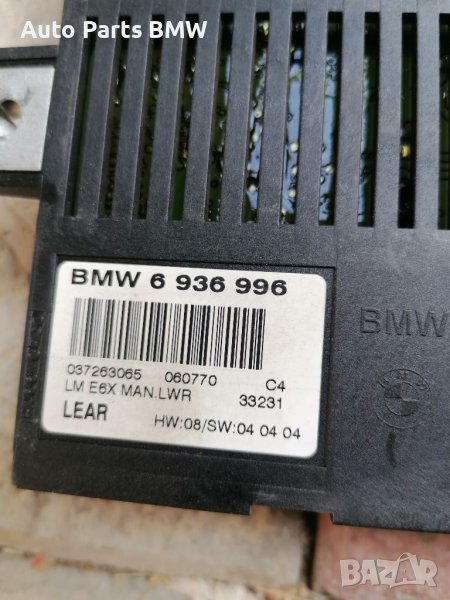 Auto Parts BMW
BMW 6 936 996
037263065 060770 C4
LM E6X MAN.LWR 33231
LEAR HW:08/SW:04 04 04
BMW
BAZAR